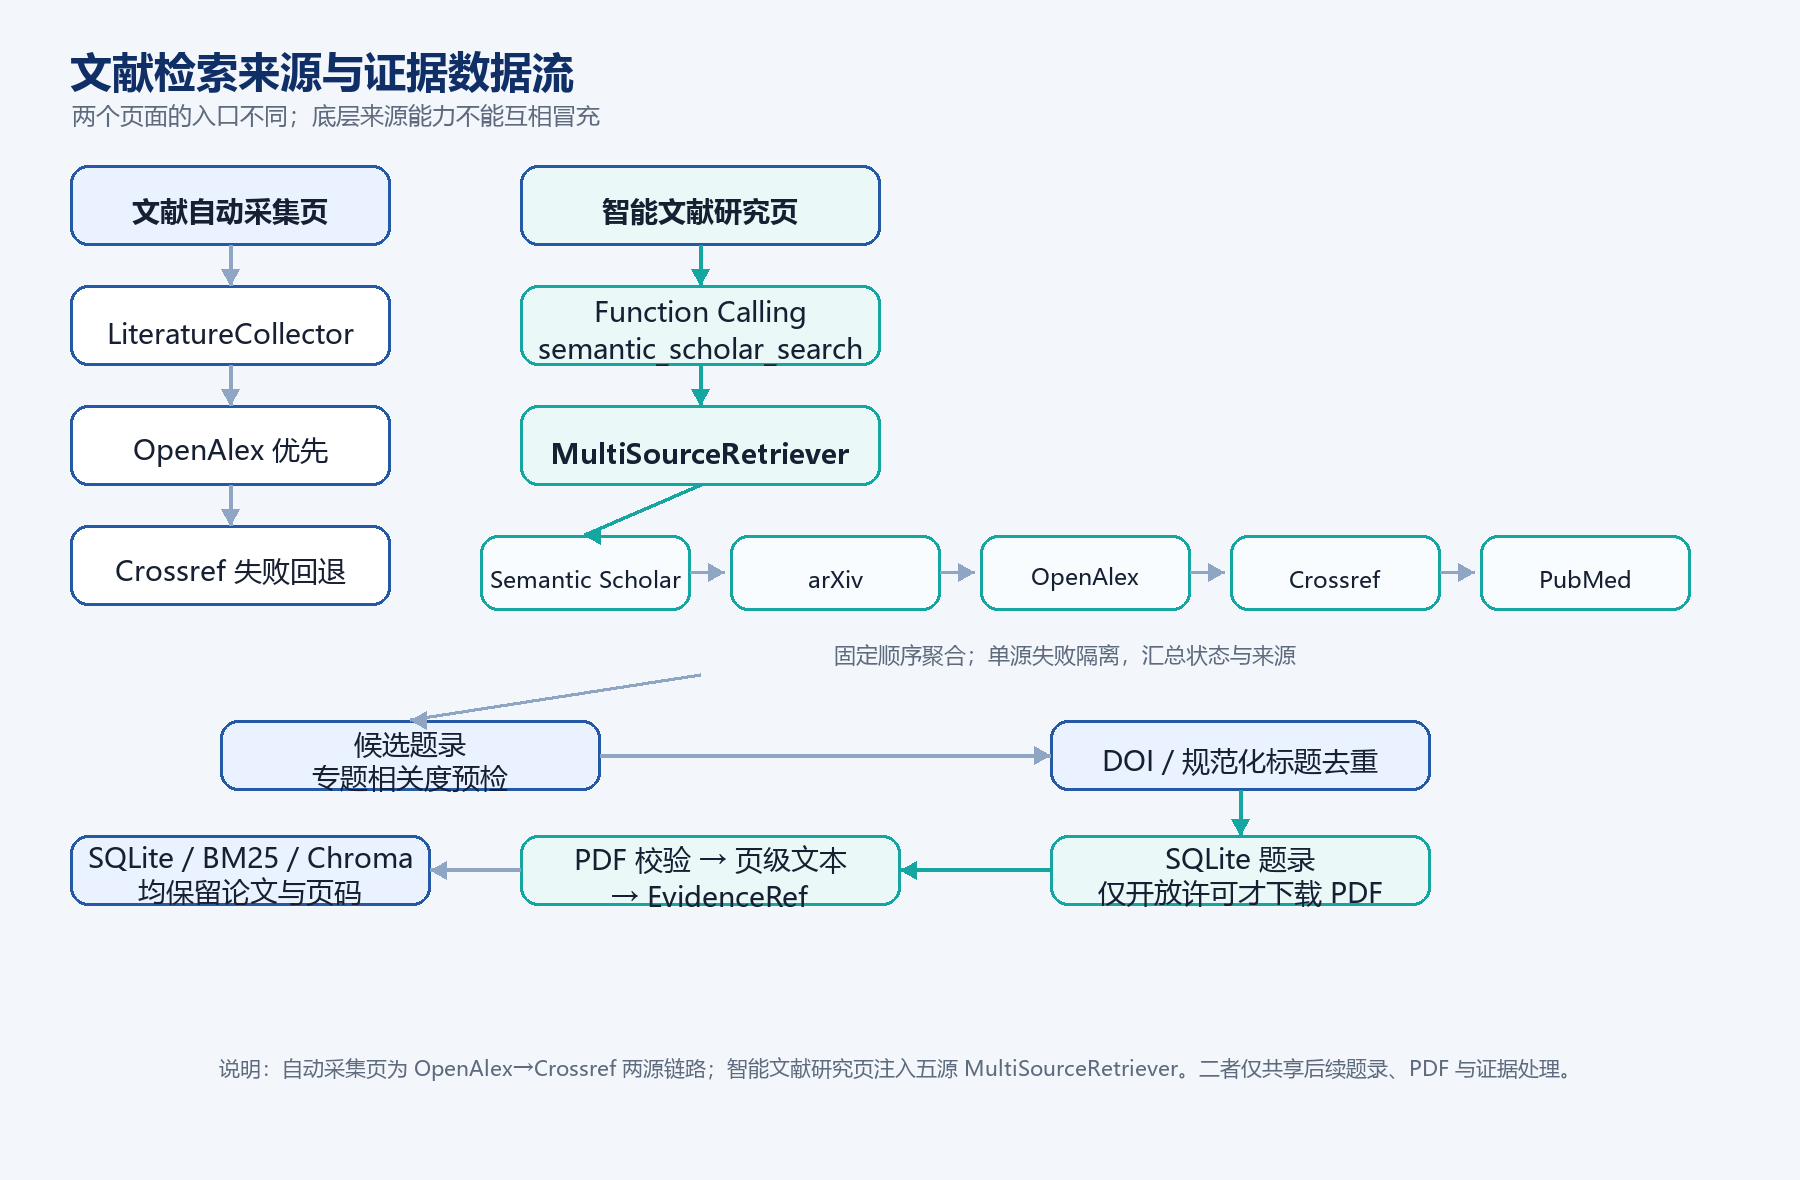 文献检索来源与证据数据流
两个页面的入口不同；底层来源能力不能互相冒充
文献自动采集页
LiteratureCollector
OpenAlex 优先
Crossref 失败回退
智能文献研究页
Function Calling
semantic_scholar_search
MultiSourceRetriever
Semantic Scholar
arXiv
OpenAlex
Crossref
PubMed
固定顺序聚合；单源失败隔离，汇总状态与来源
候选题录
专题相关度预检
DOI / 规范化标题去重
SQLite / BM25 / Chroma
均保留论文与页码
PDF 校验 → 页级文本
→ EvidenceRef
SQLite 题录
仅开放许可才下载 PDF
说明：自动采集页为 OpenAlex→Crossref 两源链路；智能文献研究页注入五源 MultiSourceRetriever。二者仅共享后续题录、PDF 与证据处理。